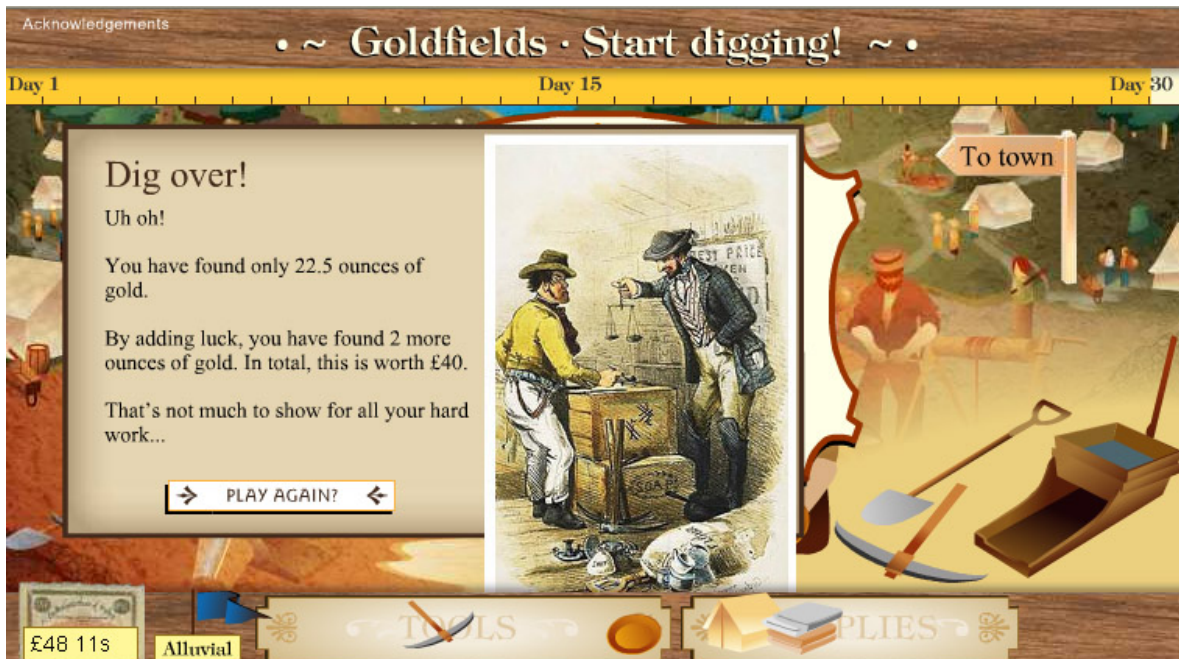 Acknowledgements
• ~ Goldfields · Start digging! ~ •
Day 1
Day 15
Day 30
Dig over!
Uh oh!
You have found only 22.5 ounces of
gold.
By adding luck, you have found 2 more
ounces of gold. In total, this is worth £40.
That's not much to show for all your hard
work...
PLAY AGAIN?
To town
£48 11s
Alluvial
TOOLS
PLIES